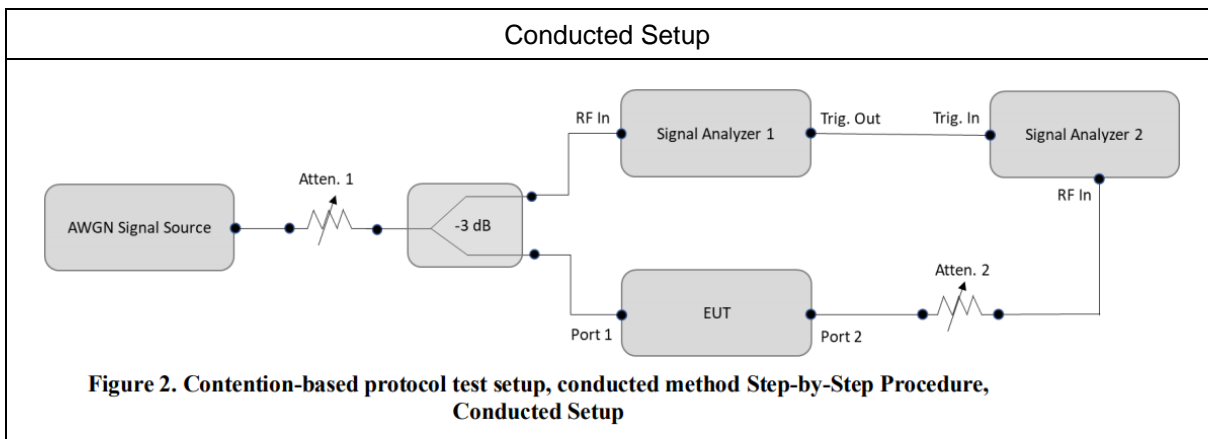 Conducted Setup
RF In
Signal Analyzer 1
Trig. Out
Trig. In
Signal Analyzer 2
RF In
Atten. 1
AWGN Signal Source
-3 dB
Atten. 2
EUT
Port 1
Port 2
Figure 2. Contention-based protocol test setup, conducted method Step-by-Step Procedure,
Conducted Setup